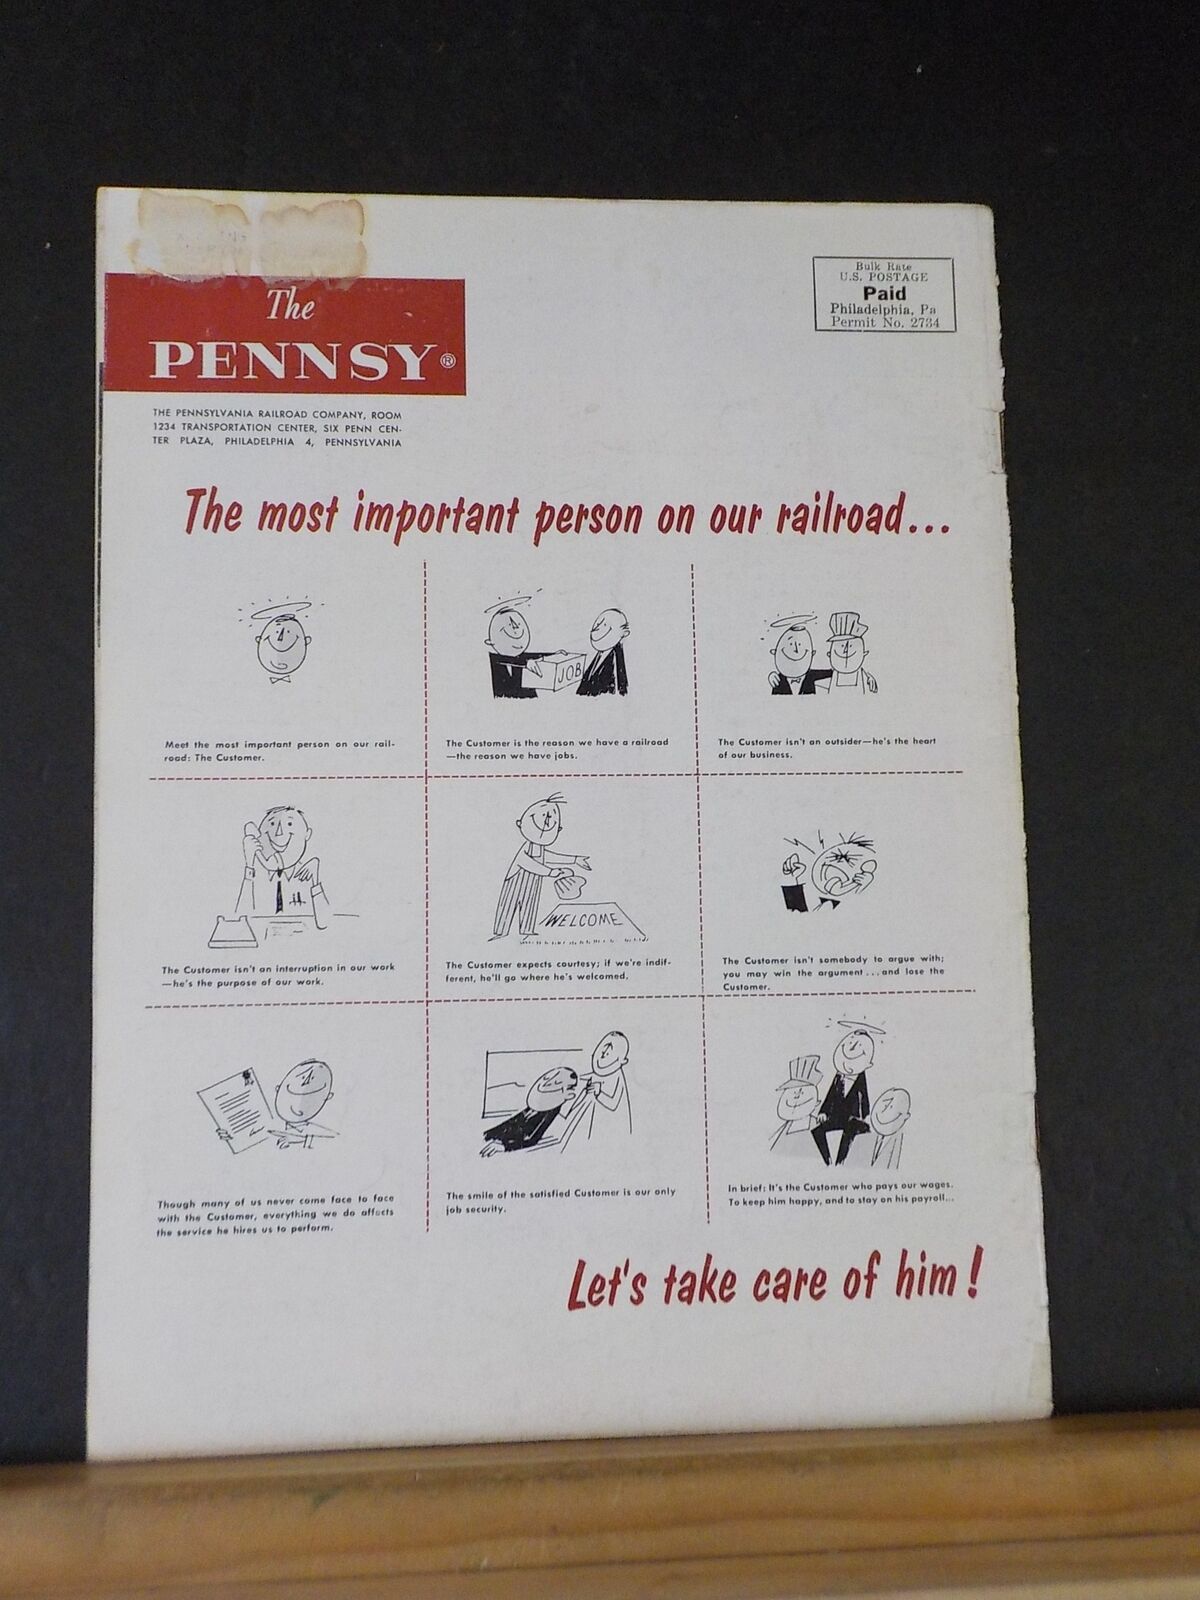 The
PENNSY®
Bulk Rate
U.S. POSTAGE
Paid
Philadelphia, Pa
Permit No. 2734
THE PENNSYLVANIA RAILROAD COMPANY, ROOM
1234 TRANSPORTATION CENTER, SIX PENN CEN-
TER PLAZA, PHILADELPHIA 4, PENNSYLVANIA
The most important person on our railroad...
JOB
Meet the most important person on our rail-
road: The Customer.
The Customer is the reason we have a railroad
—the reason we have jobs.
The Customer isn't an outsider—he's the heart
of our business.
WELCOME
The Customer isn't an interruption in our work
—he's the purpose of our work.
The Customer expects courtesy; if we're indif-
ferent, he'll go where he's welcomed.
The Customer isn't somebody to argue with;
you may win the argument...and lose the
Customer.
Though many of us never come face to face
with the Customer, everything we do affects
the service he hires us to perform.
The smile of the satisfied Customer is our only
job security.
In brief: It's the Customer who pays our wages.
To keep him happy, and to stay on his payroll...
Let's take care of him!